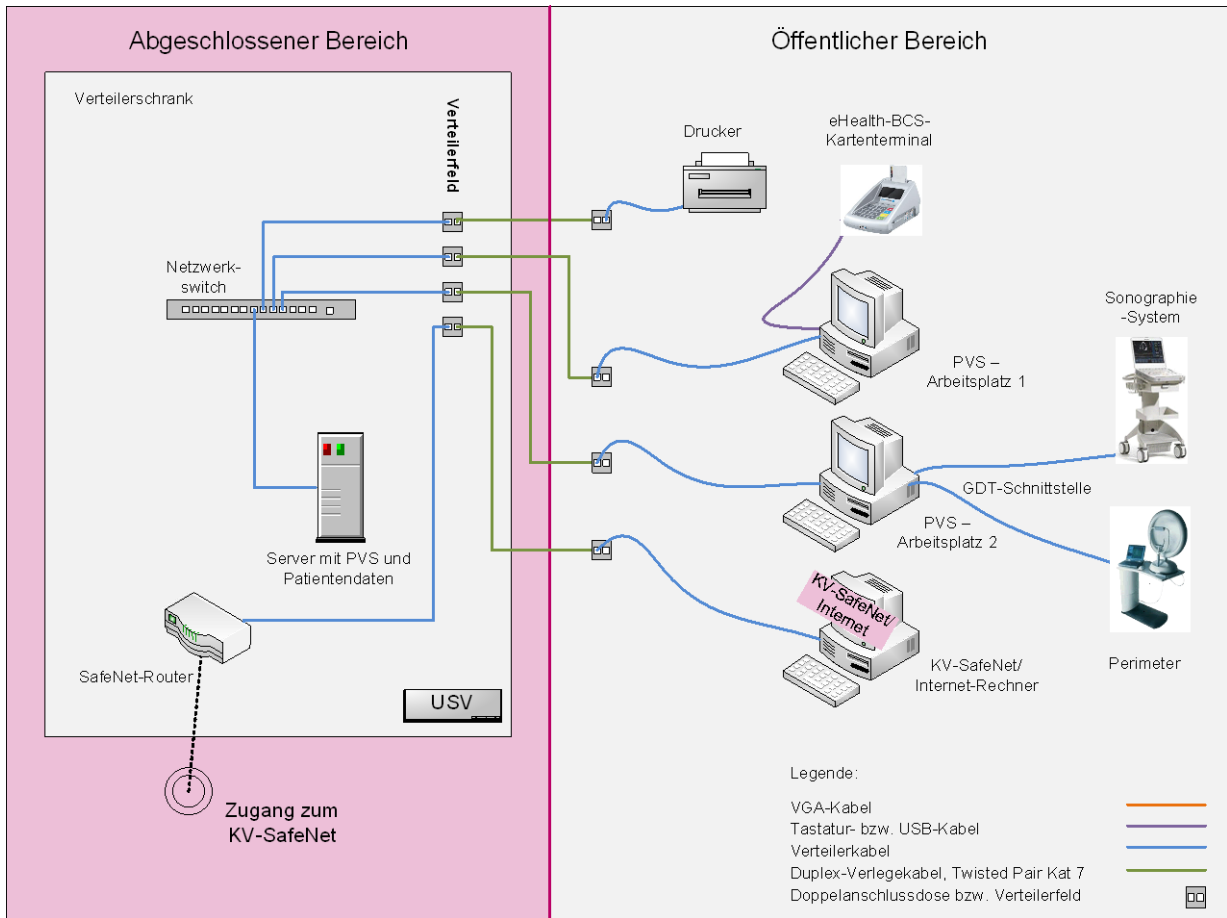 Abgeschlossener Bereich
Öffentlicher Bereich
Verteilerschrank
Verteilerfeld
Drucker
eHealth-BCS-
Kartenterminal
Netzwerk-
switch
Sonographie
-System
PVS –
Arbeitsplatz 1
GDT-Schnittstelle
PVS –
Arbeitsplatz 2
Server mit PVS und
Patientendaten
KV-SafeNet/
Internet
SafeNet-Router
USV
KV-SafeNet/
Internet-Rechner
Perimeter
Zugang zum
KV-SafeNet
Legende:
VGA-Kabel
Tastatur- bzw. USB-Kabel
Verteilerkabel
Duplex-Verlegekabel, Twisted Pair Kat 7
Doppelanschlussdose bzw. Verteilerfeld